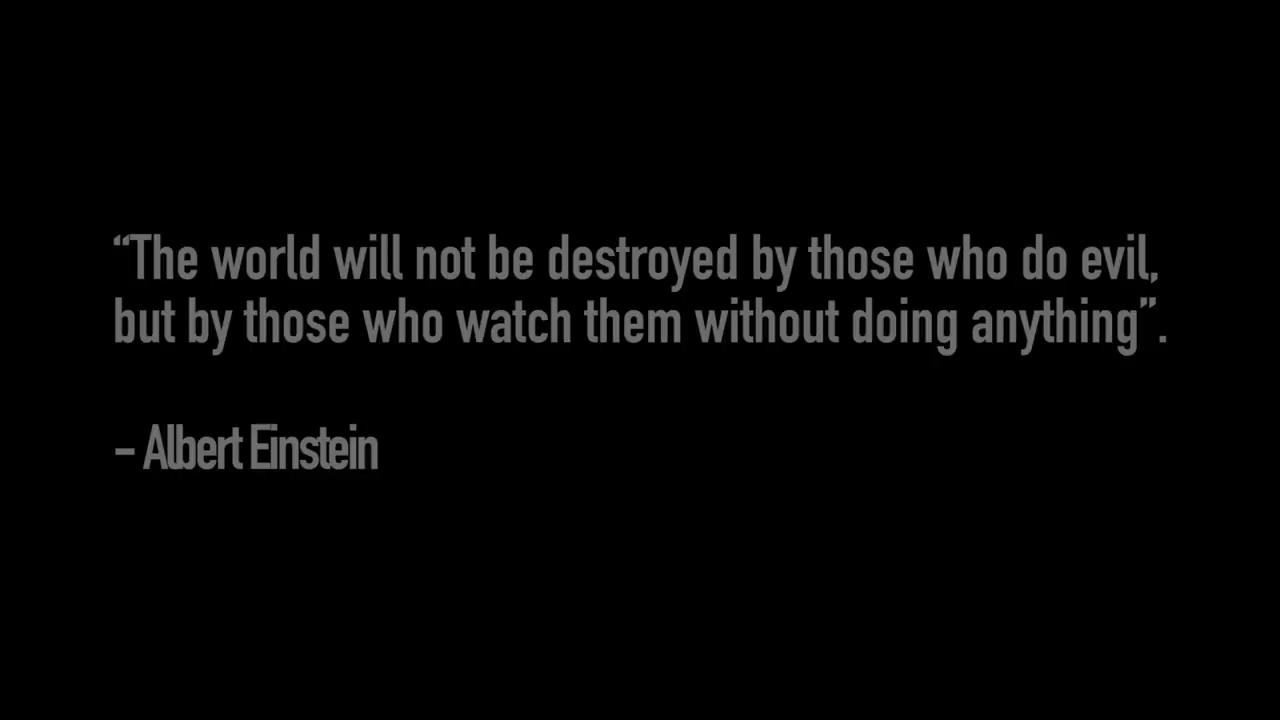 “The world will not be destroyed by those who do evil,
but by those who watch them without doing anything”.
– Albert Einstein